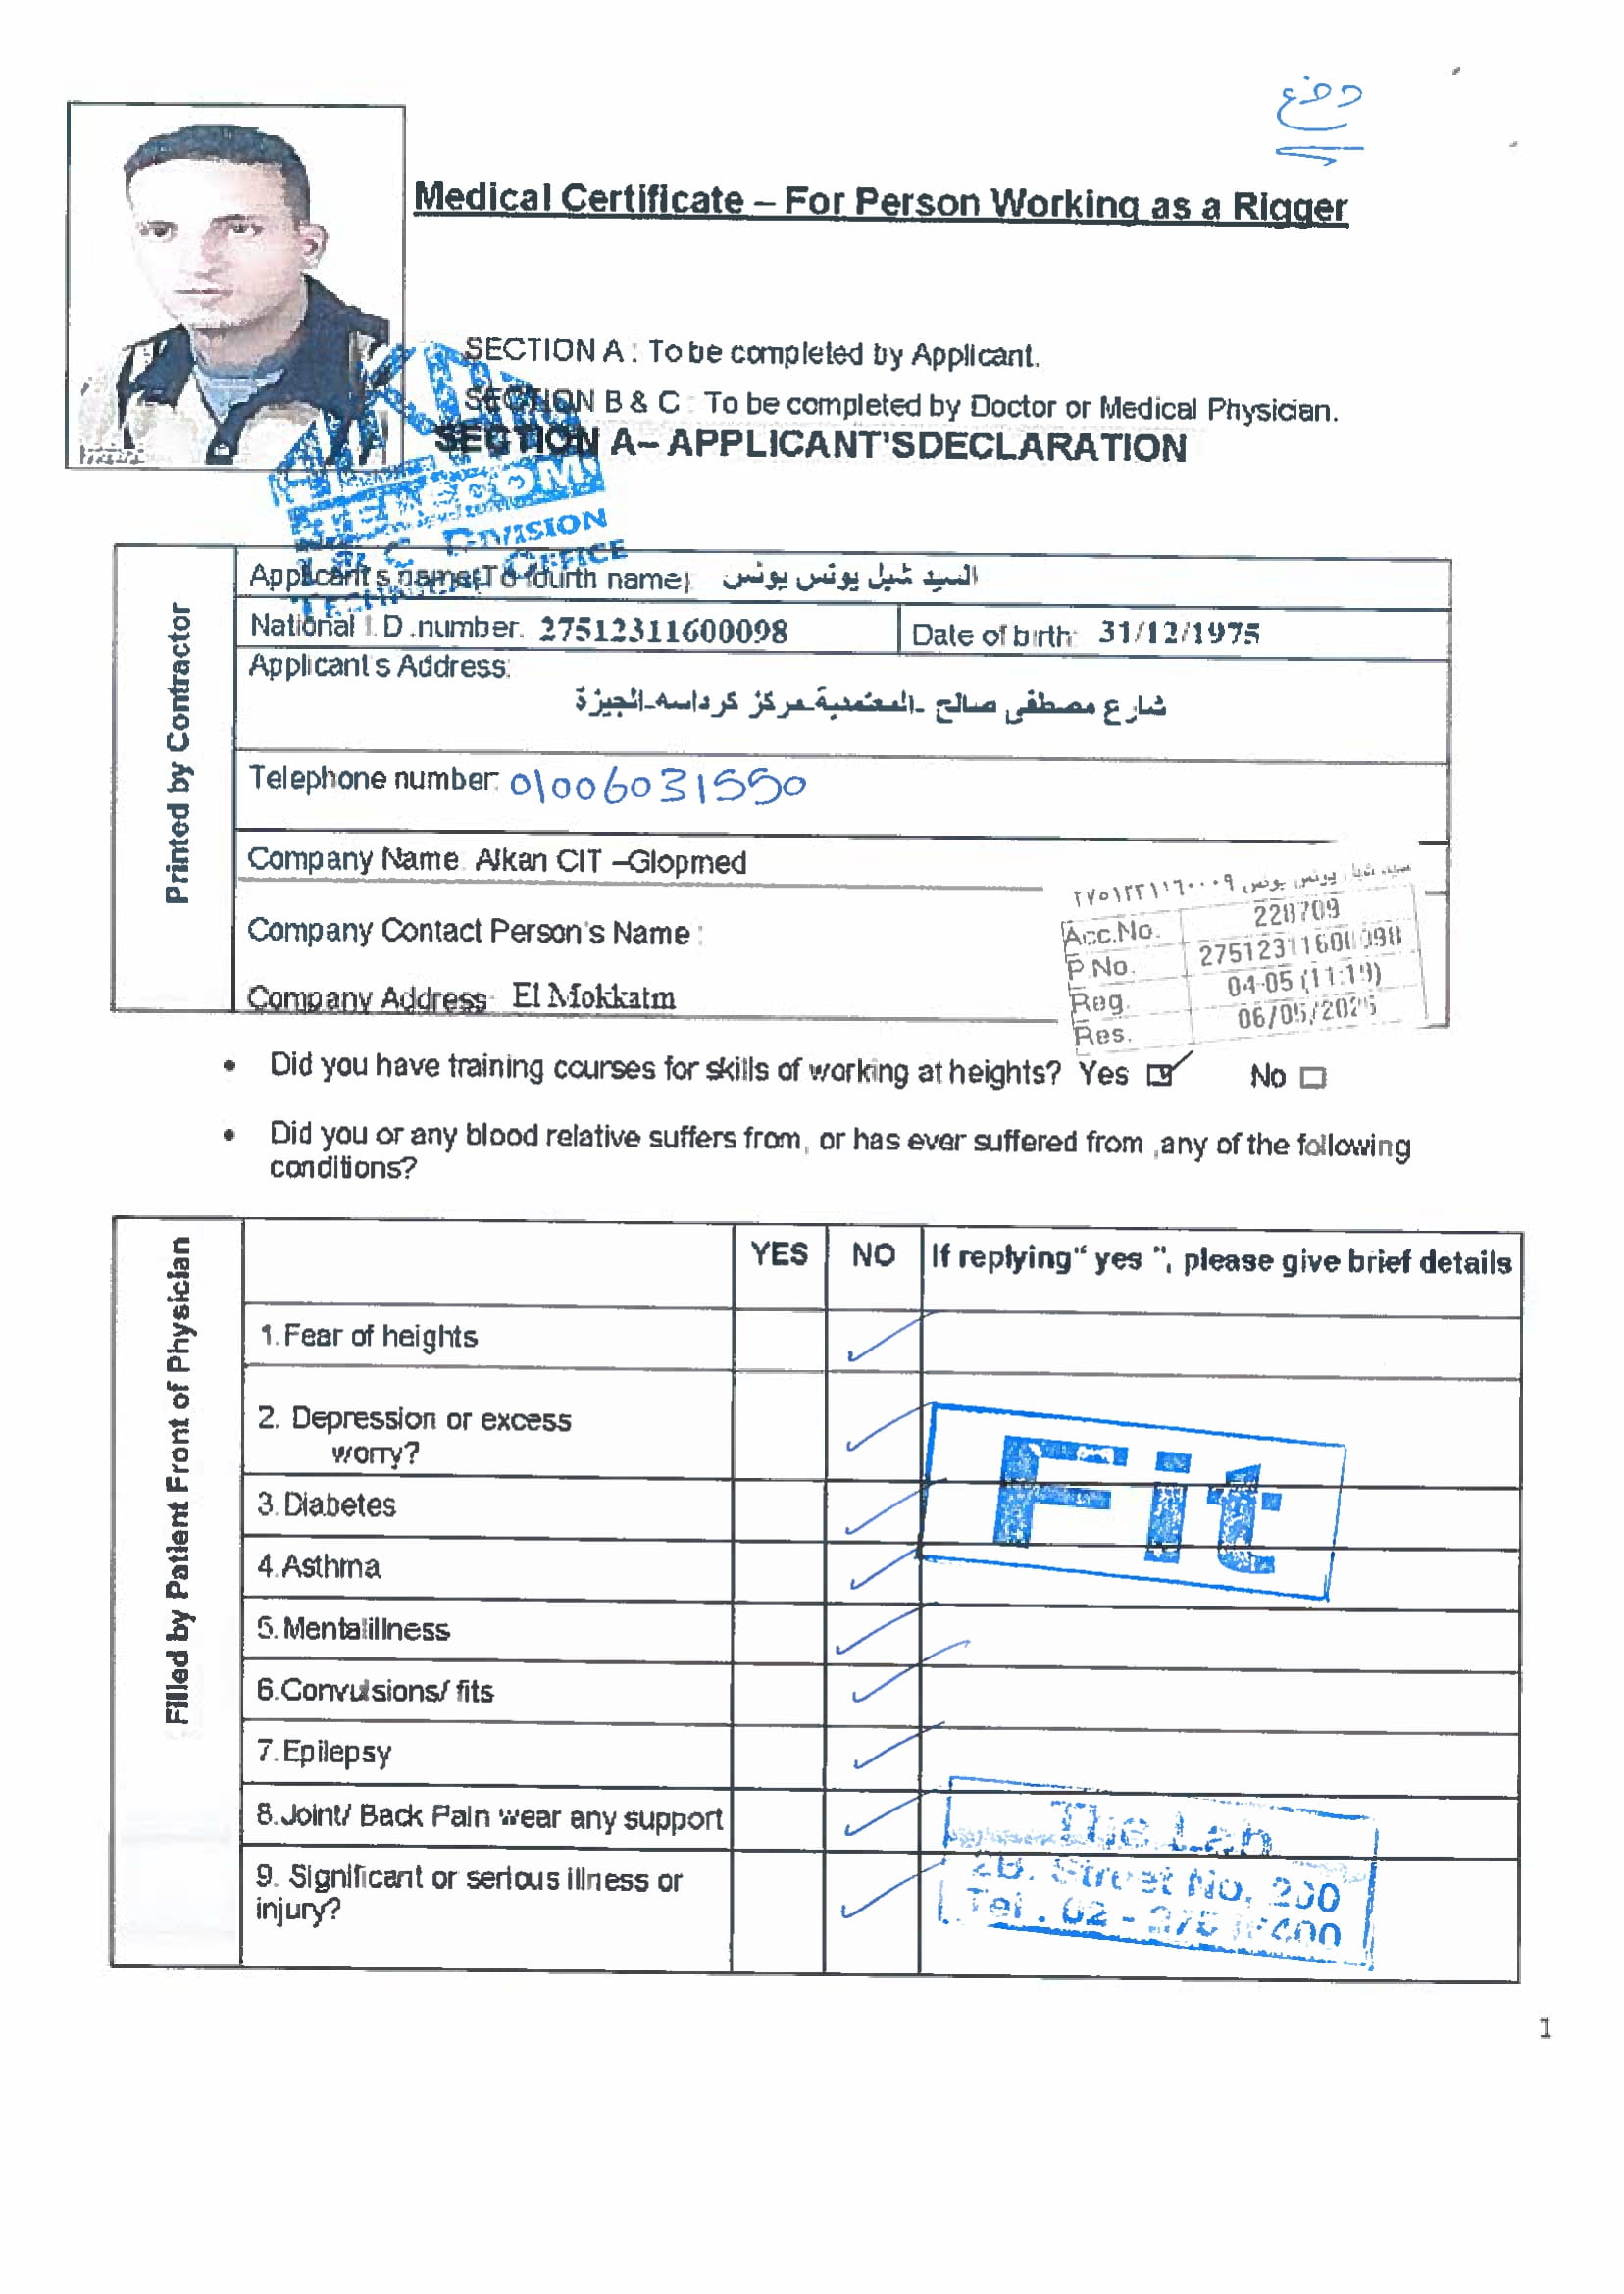 دفع
Medical Certificate – For Person Working as a Rigger
SECTION A : To be completed by Applicant.
SECTION B & C : To be completed by Doctor or Medical Physician.
SECTION A– APPLICANT'SDECLARATION
TELECOM
DIVISION
OFFICE
Printed by Contractor
Applicant's name(To fourth name) السيد شبل يونس يونس
National I.D.number. 27512311600098 Date of birth: 31/12/1975
Applicant s Address:
شارع مصطفى صالح -المعتمدية-مركز كرداسه-الجيزة
Telephone number: 01006031550
Company Name: Alkan CIT –Glopmed
Company Contact Person's Name :
Company Address: El Mokkatm
يونس يونس
Acc.No. 228709
P.No. 27512311600098
Reg. 04-05 (11:19)
Res. 06/05/2025
• Did you have training courses for skills of working at heights? Yes ☑ No ☐
• Did you or any blood relative suffers from, or has ever suffered from ,any of the following
conditions?
Filled by Patient Front of Physician
YES NO If replying“ yes ”, please give brief details
1.Fear of heights ✓
2. Depression or excess
worry? ✓
3.Diabetes ✓
4.Asthma ✓
5.Mentalillness ✓
6.Convulsions/ fits ✓
7.Epilepsy ✓
8.Joint/ Back Pain wear any support ✓
9. Significant or serious illness or
injury? ✓
Fit
The Lab
2B. Street No. 200
Tel . 02 -
1